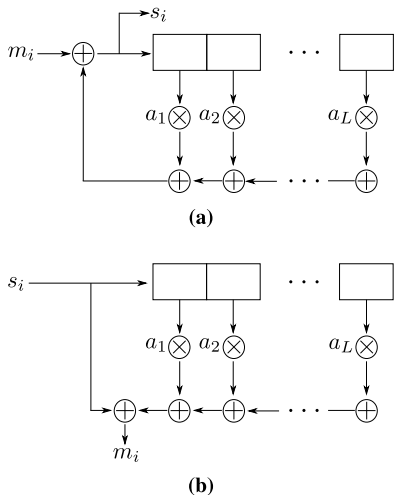 s_i
m_i
a_1 a_2 ··· a_L
···
(a)
s_i
···
a_1 a_2 a_L
···
m_i
(b)